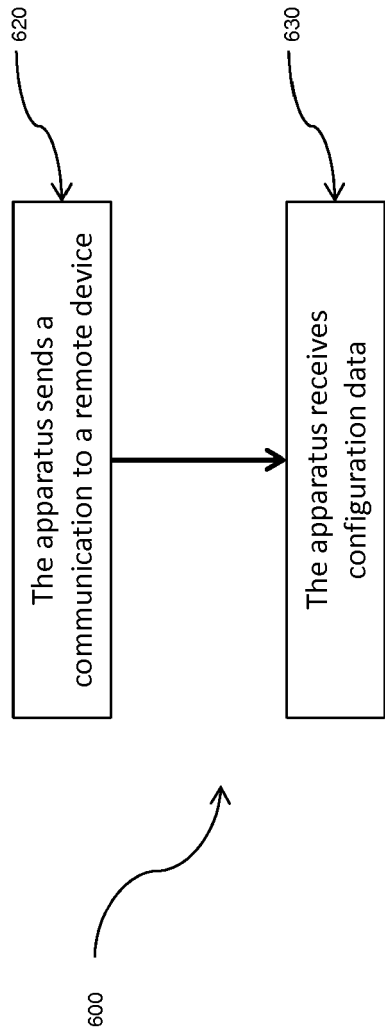 600
The apparatus sends a
communication to a remote device
620
The apparatus receives
configuration data
630